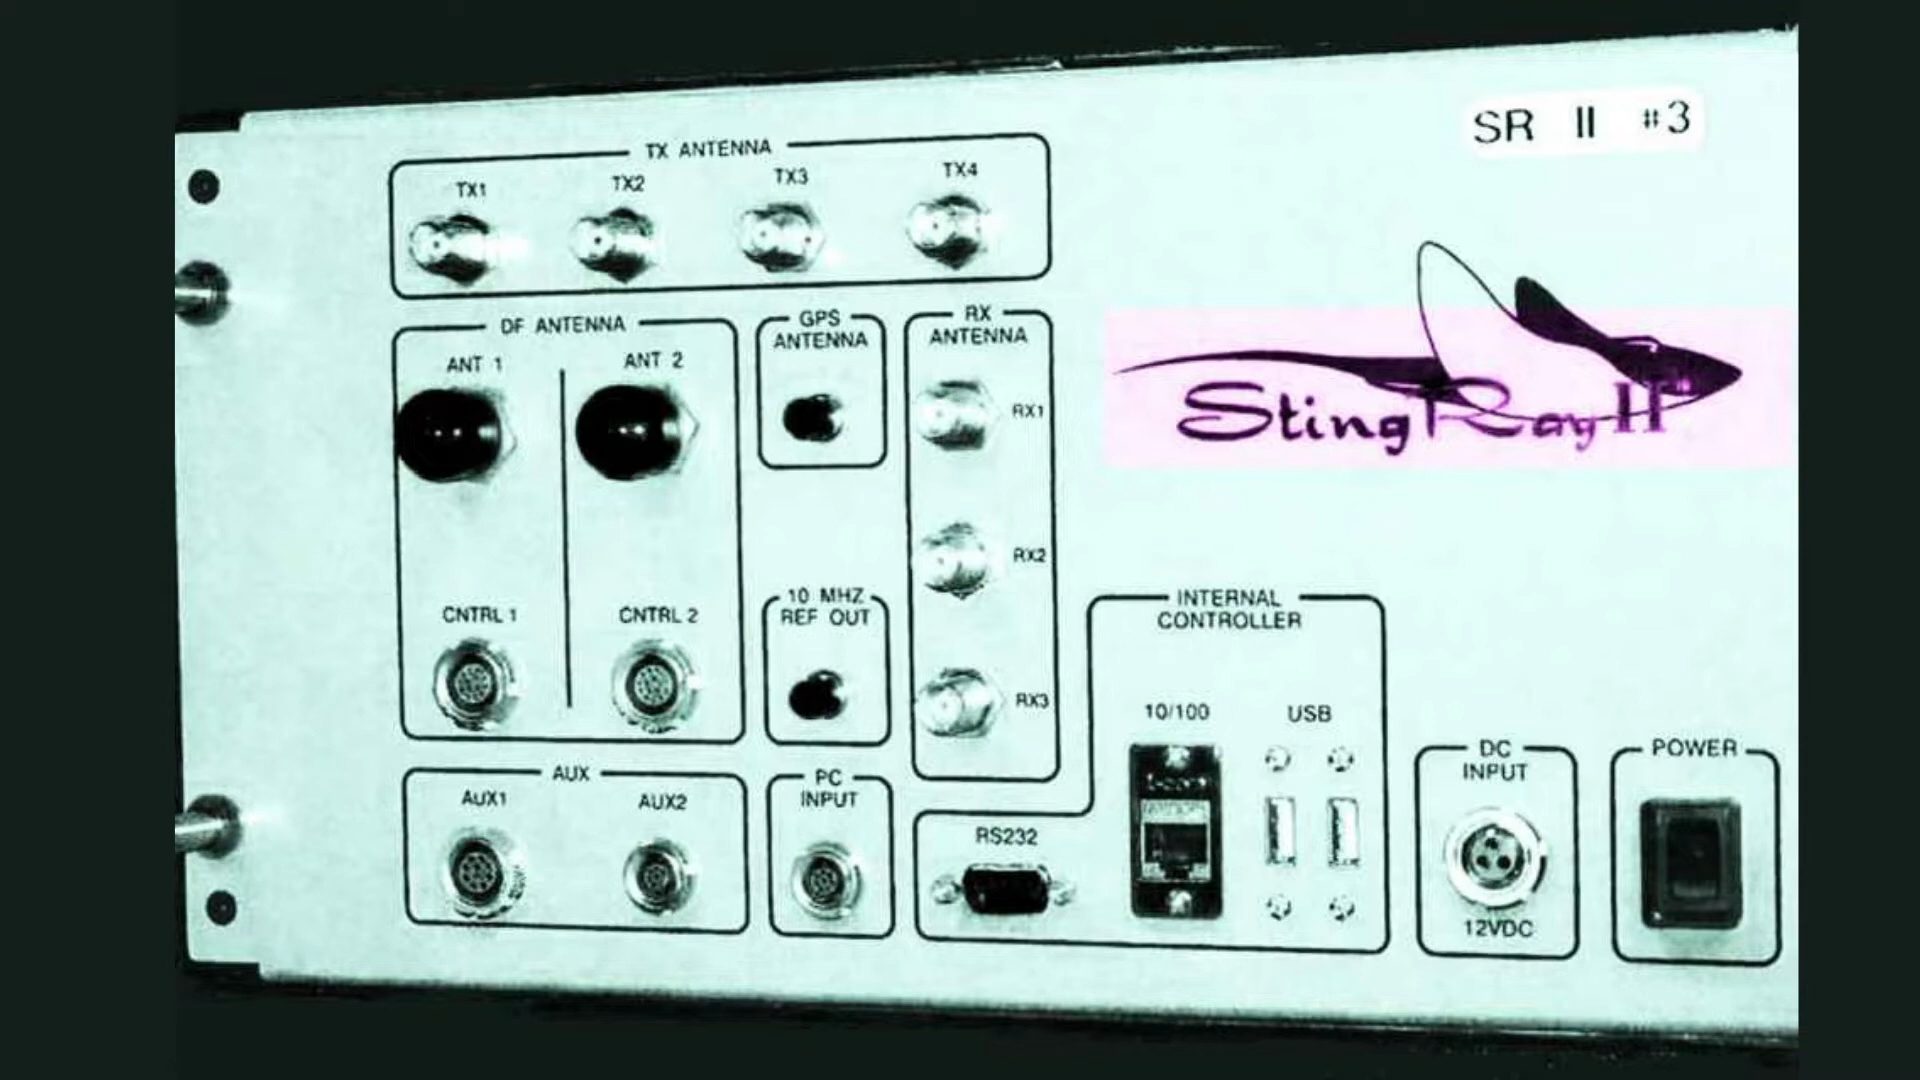 SR II #3
TX ANTENNA
TX1 TX2 TX3 TX4
DF ANTENNA
ANT 1 ANT 2
CNTRL 1 CNTRL 2
GPS
ANTENNA
10 MHZ
REF OUT
RX
ANTENNA
RX1
RX2
RX3
StingRay II
AUX
AUX1 AUX2
PC
INPUT
INTERNAL
CONTROLLER
10/100 USB
RS232
DC
INPUT
12VDC
POWER